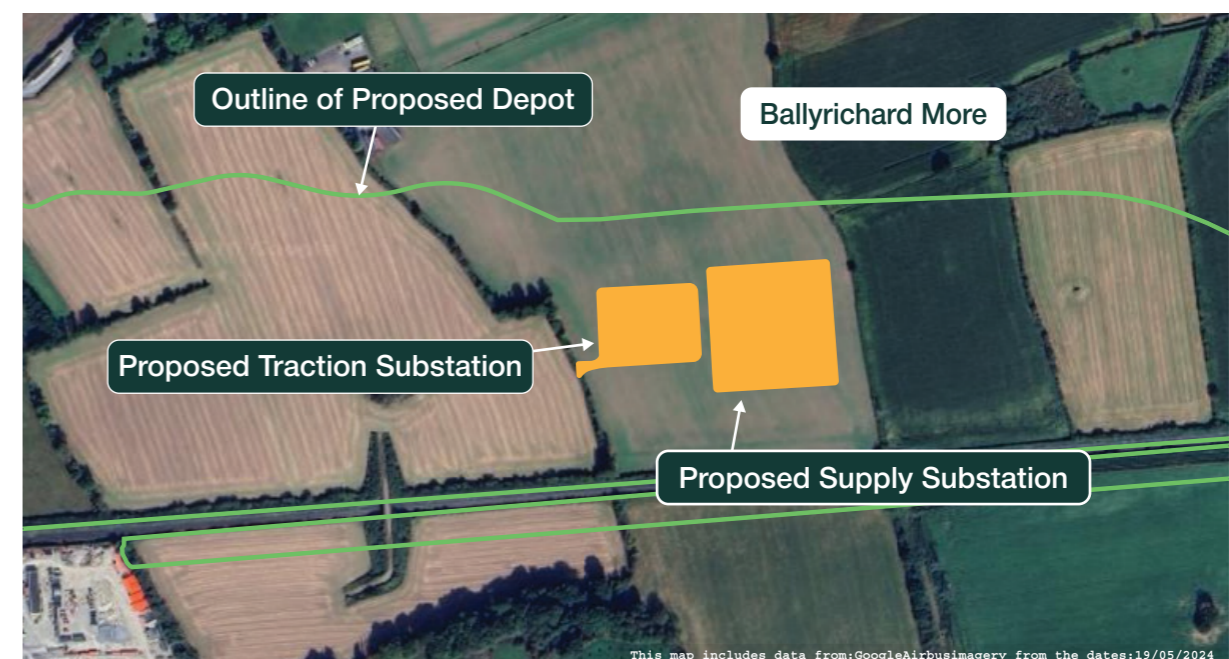 Outline of Proposed Depot
Ballyrichard More
Proposed Traction Substation
Proposed Supply Substation
This map includes data from:GoogleAirbusimagery from the dates:19/05/2024